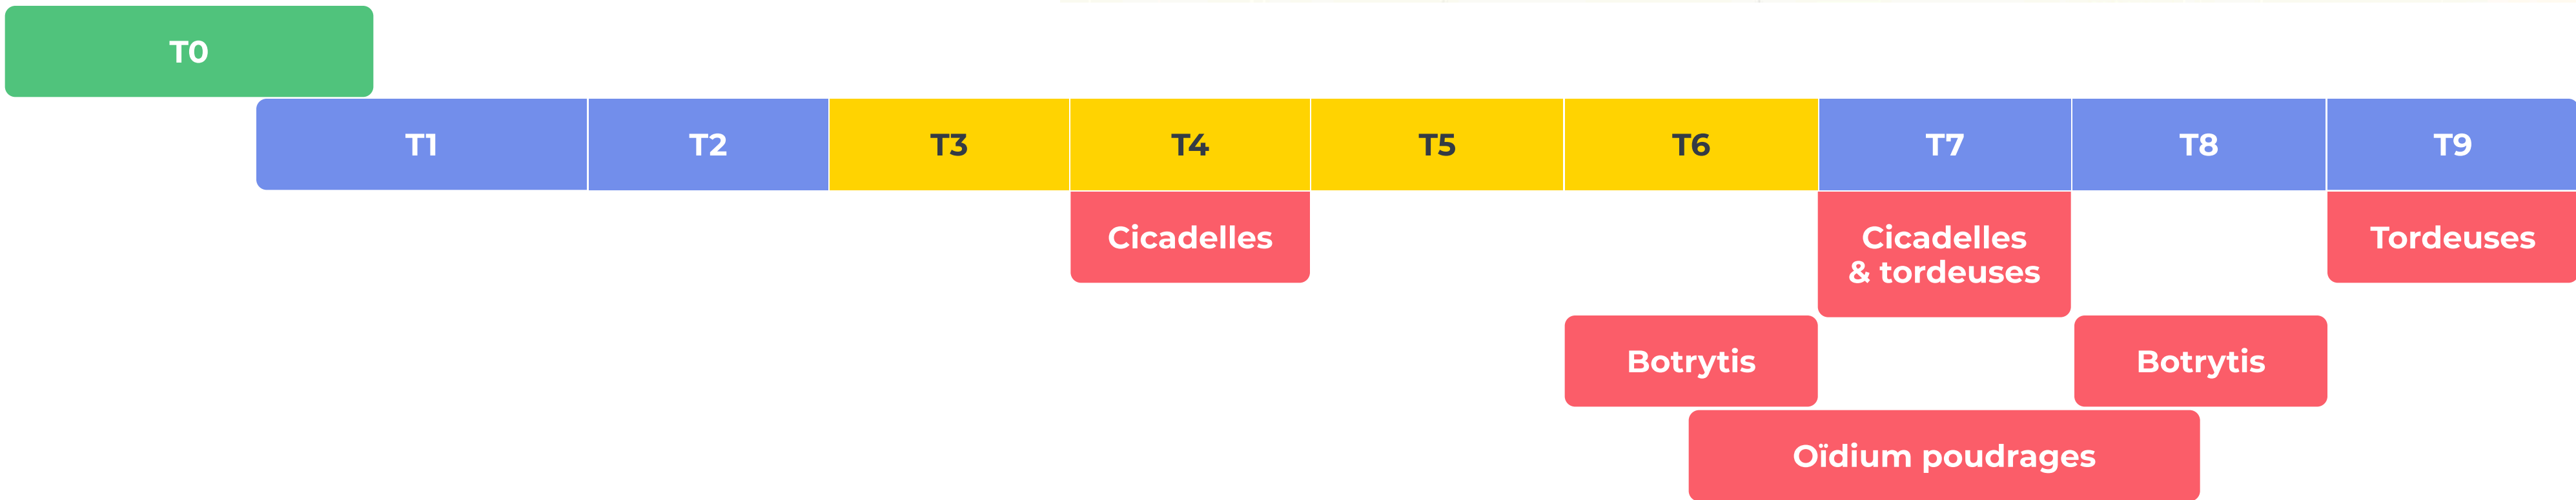 T0
T1
T2
T3
T4
T5
T6
T7
T8
T9
Cicadelles
Cicadelles
& tordeuses
Tordeuses
Botrytis
Botrytis
Oïdium poudrages